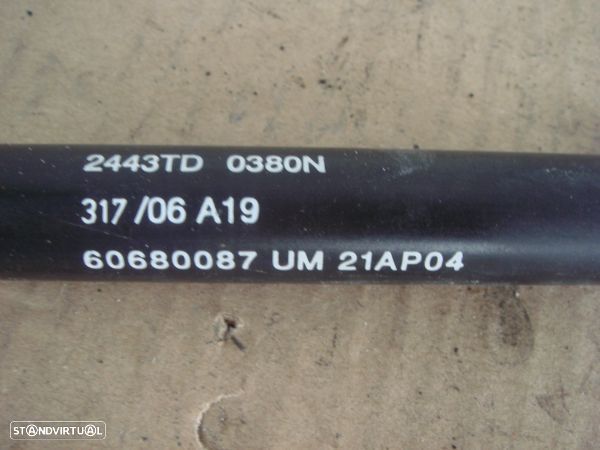 2443TD 0380N
317/06 A19
60680087 UM 21AP04
STANDVIRTUAL